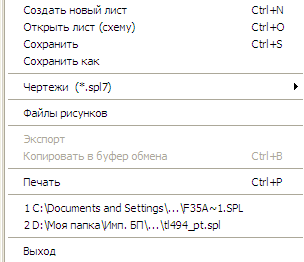 Создать новый лист Ctrl+N
Открыть лист (схему) Ctrl+O
Сохранить Ctrl+S
Сохранить как
Чертежи (*.spl7)
Файлы рисунков
Экспорт
Копировать в буфер обмена Ctrl+B
Печать Ctrl+P
1 C:\Documents and Settings\...\F35A~1.SPL
2 D:\Моя папка\Имп. БП\...\tl494_pt.spl
Выход